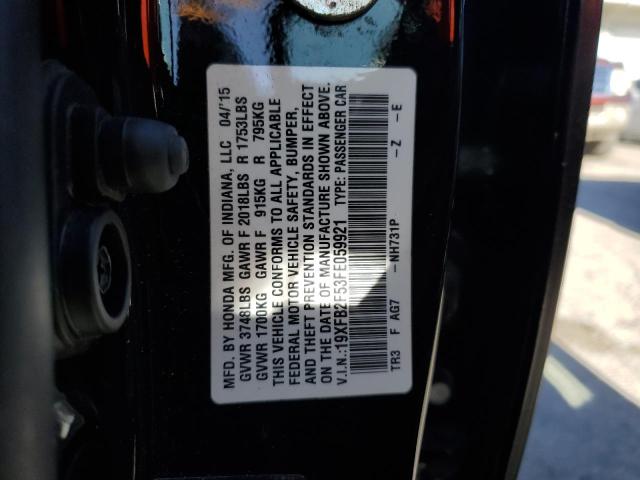 MFD. BY HONDA MFG. OF INDIANA, LLC 04/'15
GVWR 3748LBS GAWR F 2018LBS R 1753LBS
GVWR 1700KG GAWR F 915KG R 795KG
THIS VEHICLE CONFORMS TO ALL APPLICABLE
FEDERAL MOTOR VEHICLE SAFETY, BUMPER,
AND THEFT PREVENTION STANDARDS IN EFFECT
ON THE DATE OF MANUFACTURE SHOWN ABOVE.
V.I.N.:19XFB2F53FE059921 TYPE: PASSENGER CAR
TR3 F AG7 –NH731P –Z –E